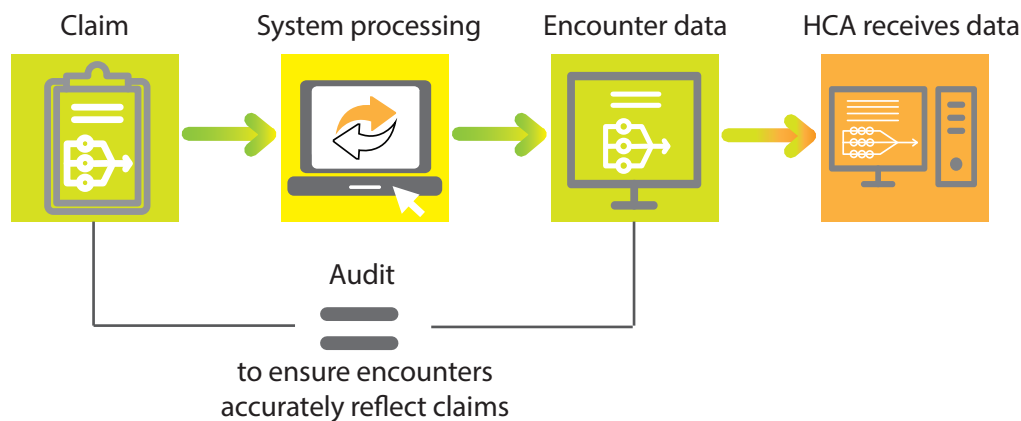 Claim
System processing
Encounter data
HCA receives data
Audit
to ensure encounters
accurately reflect claims